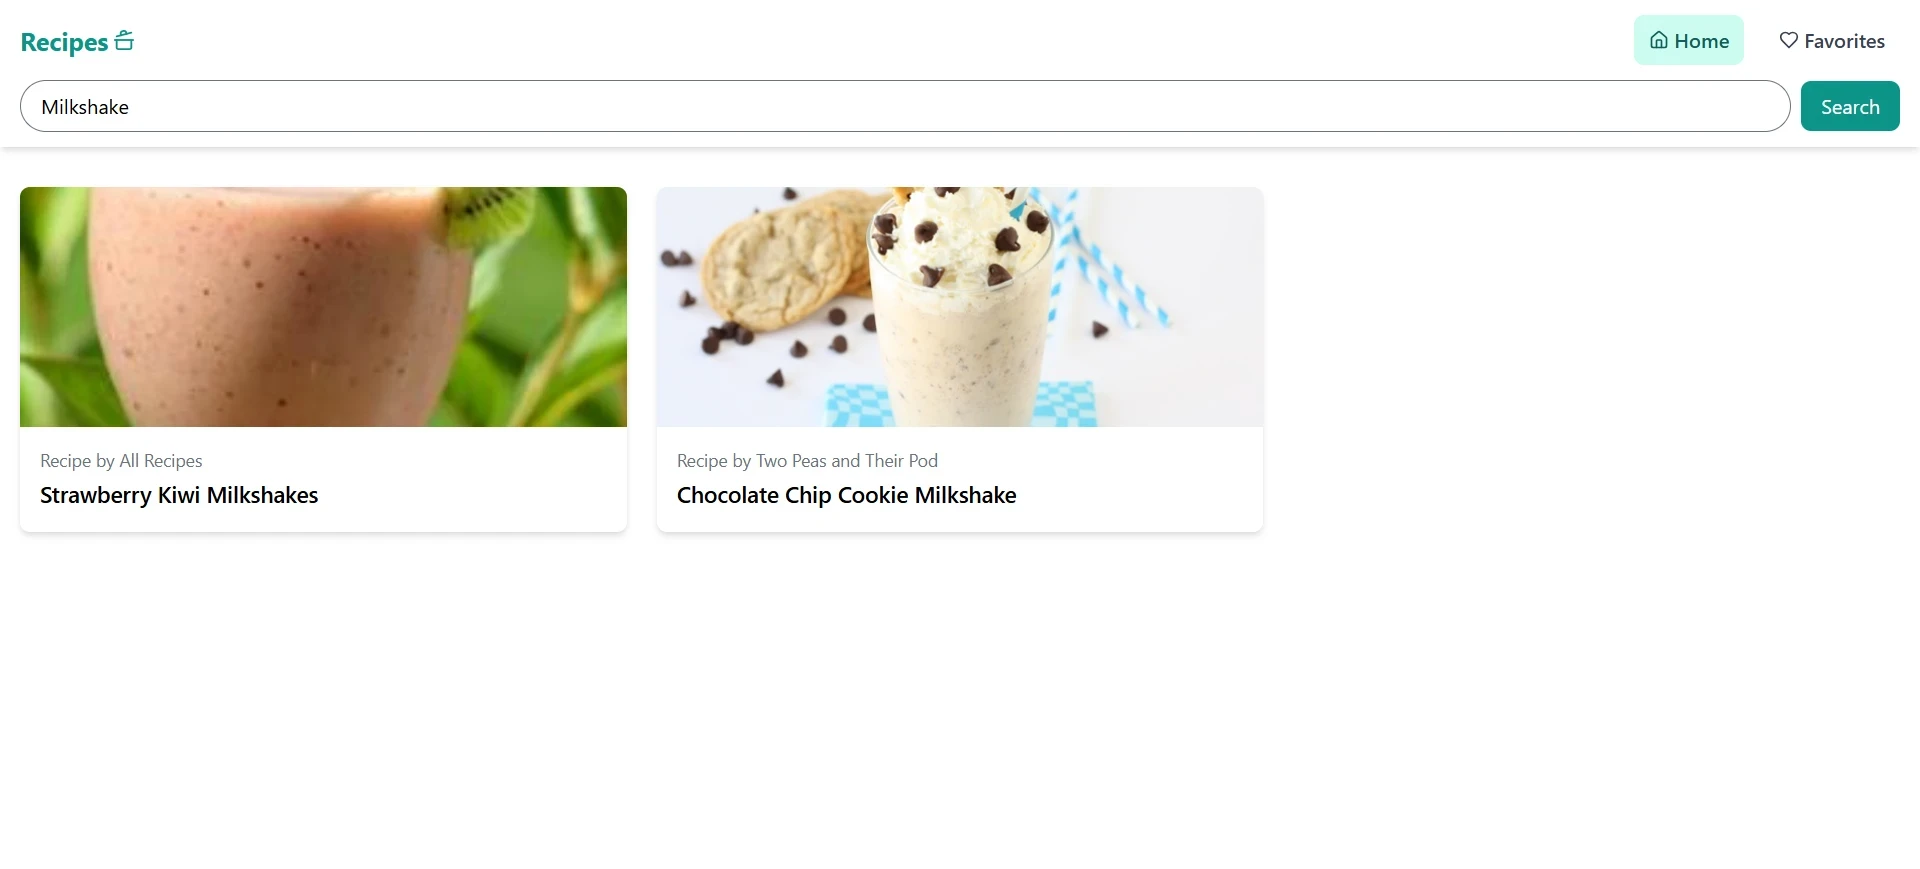 Recipes
Home
Favorites
Milkshake
Search
Recipe by All Recipes
Strawberry Kiwi Milkshakes
Recipe by Two Peas and Their Pod
Chocolate Chip Cookie Milkshake